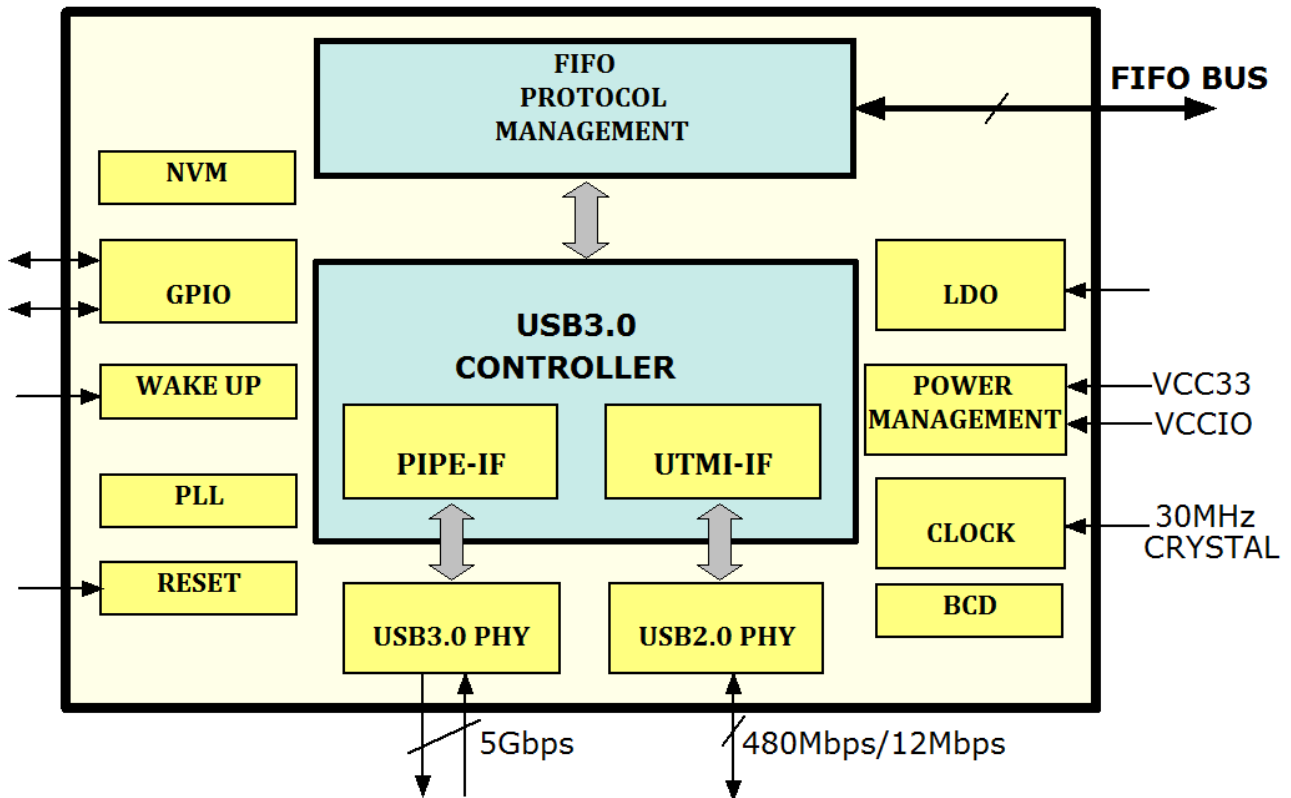 FIFO
PROTOCOL
MANAGEMENT
FIFO BUS
NVM
GPIO
LDO
USB3.0
CONTROLLER
WAKE UP
POWER
MANAGEMENT
VCC33
VCCIO
PIPE-IF
UTMI-IF
PLL
CLOCK
30MHz
CRYSTAL
RESET
BCD
USB3.0 PHY
USB2.0 PHY
5Gbps
480Mbps/12Mbps